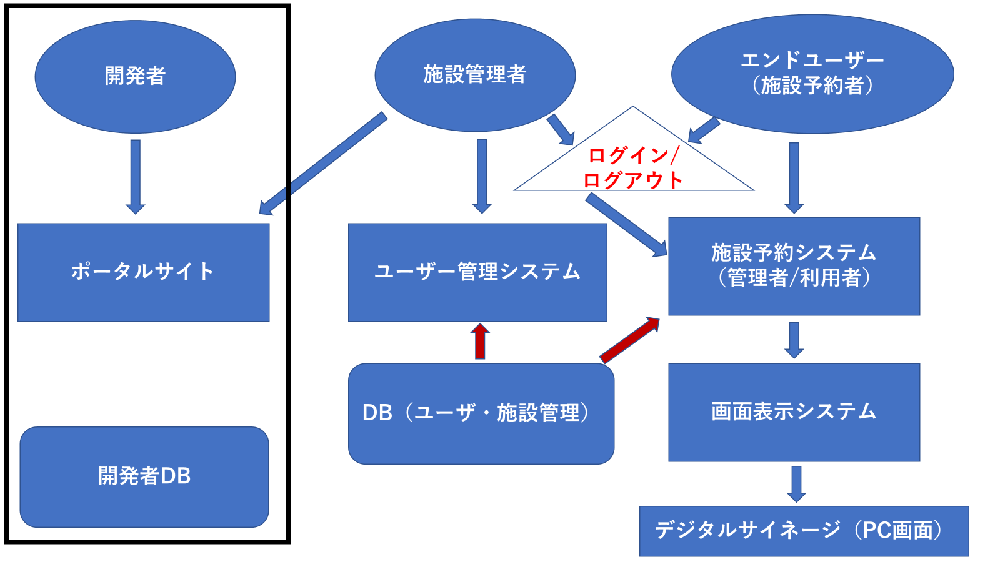 開発者
施設管理者
エンドユーザー
（施設予約者）
ログイン/
ログアウト
ポータルサイト
ユーザー管理システム
施設予約システム
（管理者/利用者）
DB（ユーザ・施設管理）
画面表示システム
開発者DB
デジタルサイネージ（PC画面）